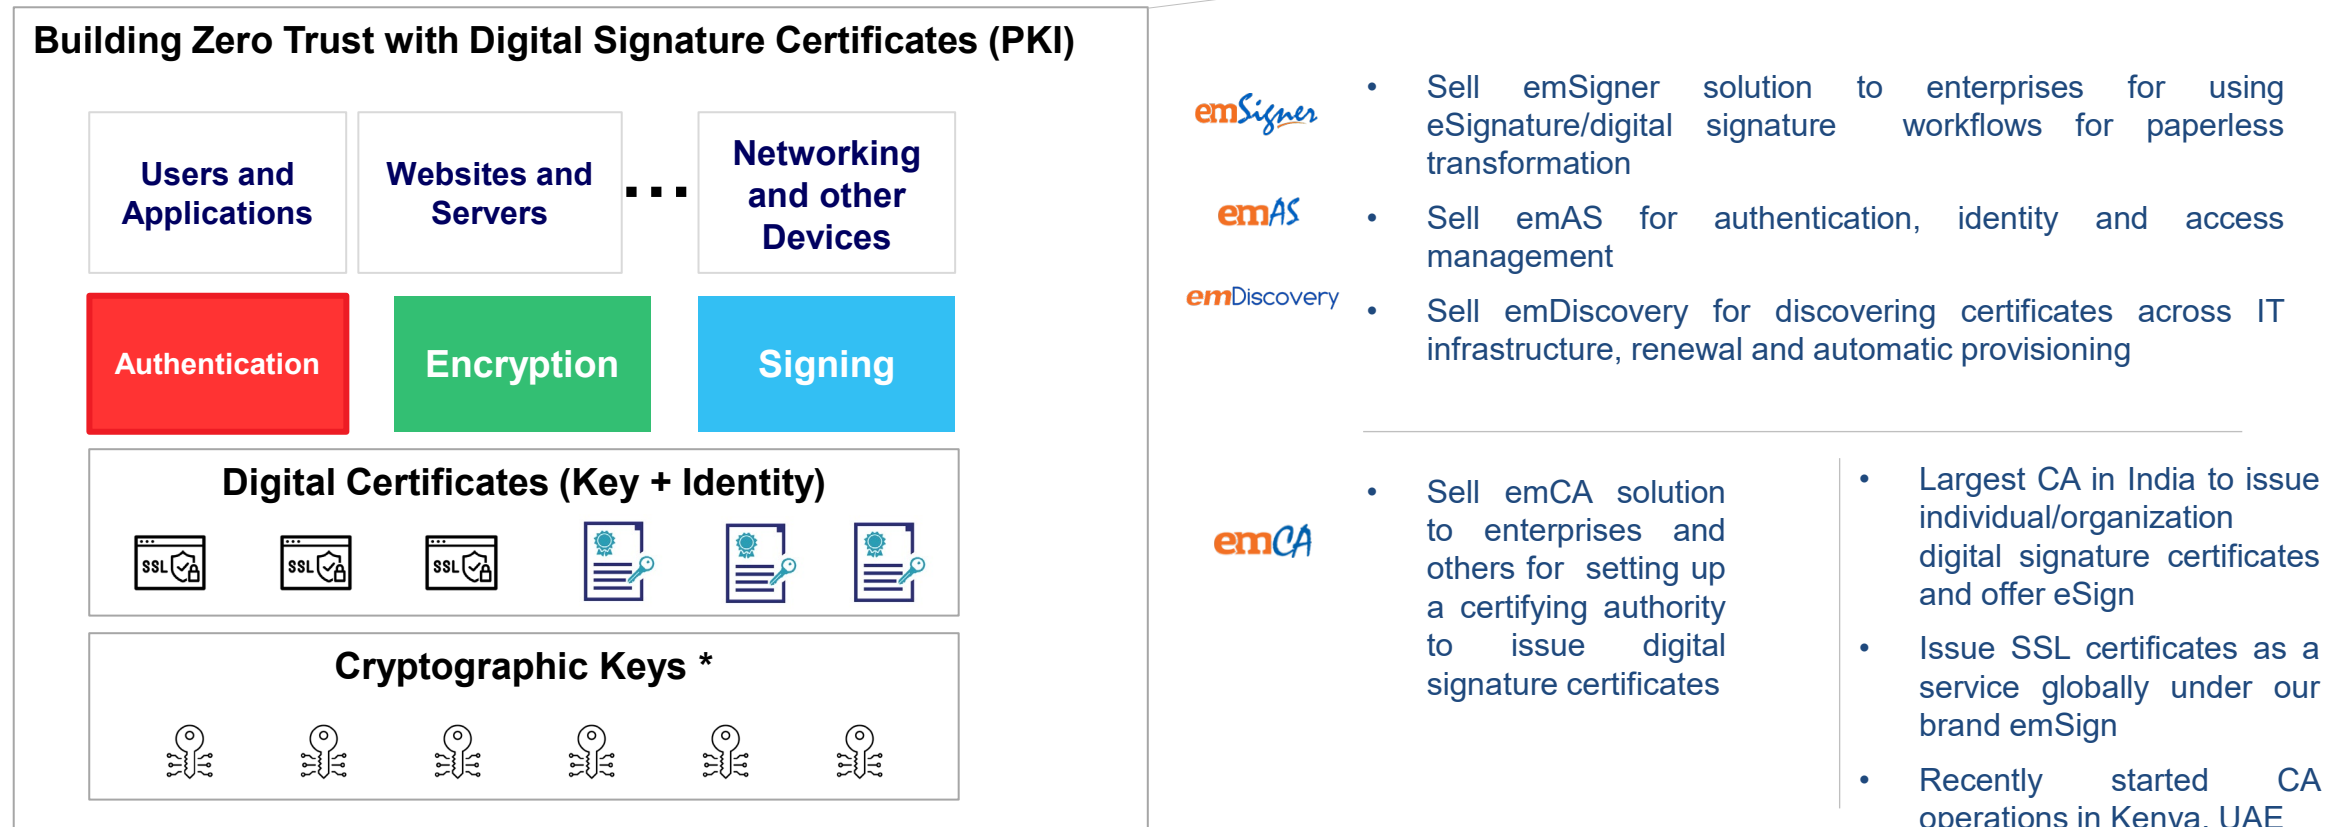 Building Zero Trust with Digital Signature Certificates (PKI)
Users and
Applications
Websites and
Servers
...
Networking
and other
Devices
Authentication
Encryption
Signing
Digital Certificates (Key + Identity)
SSL
SSL
SSL
Cryptographic Keys *
emSigner
• Sell emSigner solution to enterprises for using
eSignature/digital signature workflows for paperless
transformation
emAS
• Sell emAS for authentication, identity and access
management
emDiscovery
• Sell emDiscovery for discovering certificates across IT
infrastructure, renewal and automatic provisioning
emCA
• Sell emCA solution
to enterprises and
others for setting up
a certifying authority
to issue digital
signature certificates
• Largest CA in India to issue
individual/organization
digital signature certificates
and offer eSign
• Issue SSL certificates as a
service globally under our
brand emSign
• Recently started CA
operations in Kenya, UAE